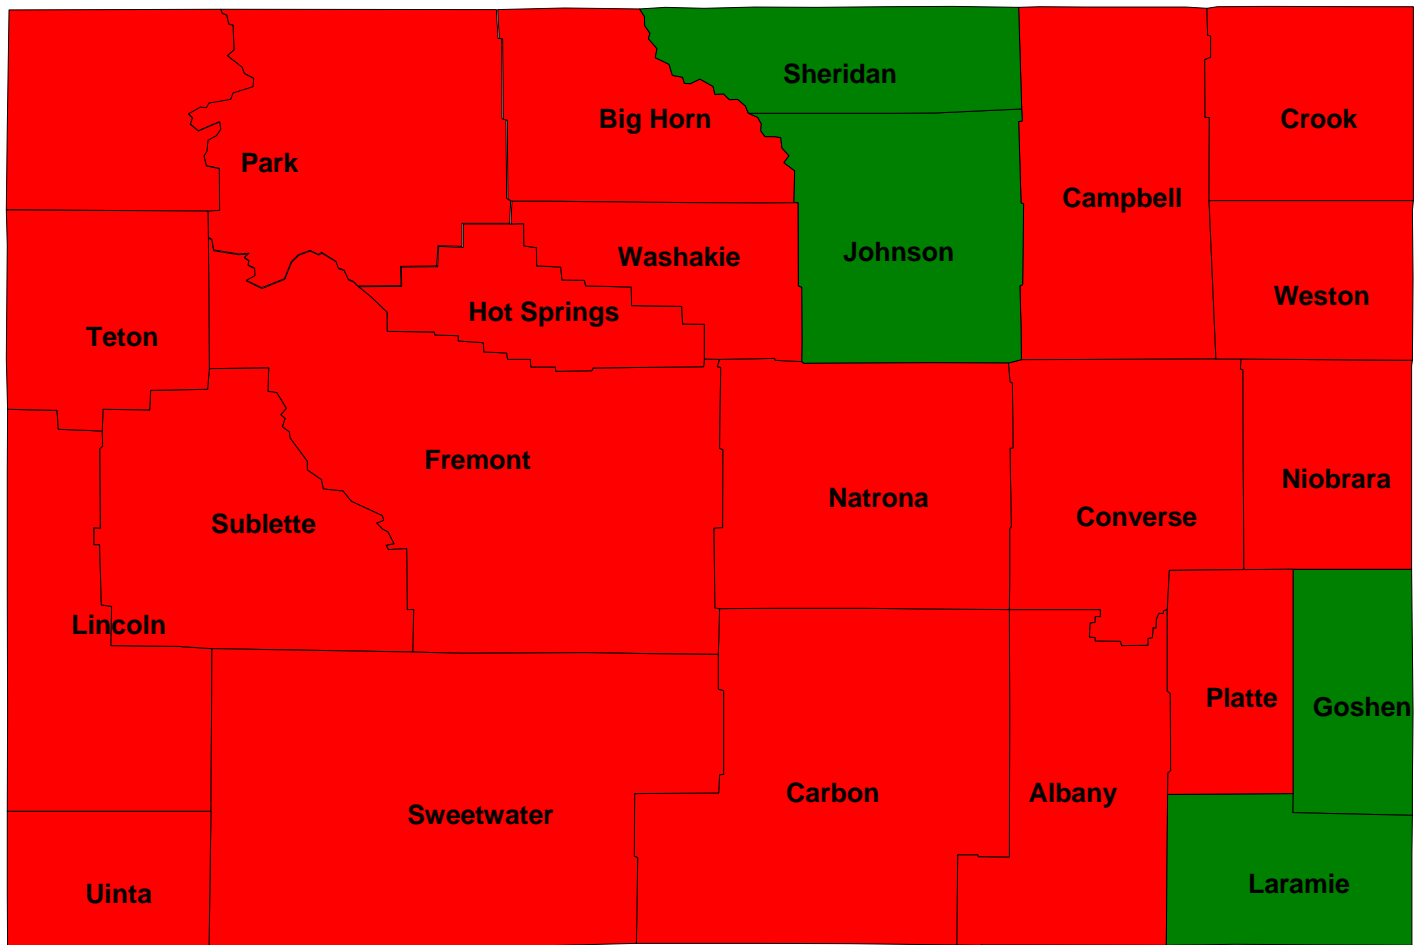 Sheridan
Big Horn
Crook
Park
Campbell
Johnson
Washakie
Weston
Hot Springs
Teton
Fremont
Niobrara
Natrona
Converse
Sublette
Lincoln
Platte
Goshen
Carbon
Albany
Sweetwater
Laramie
Uinta